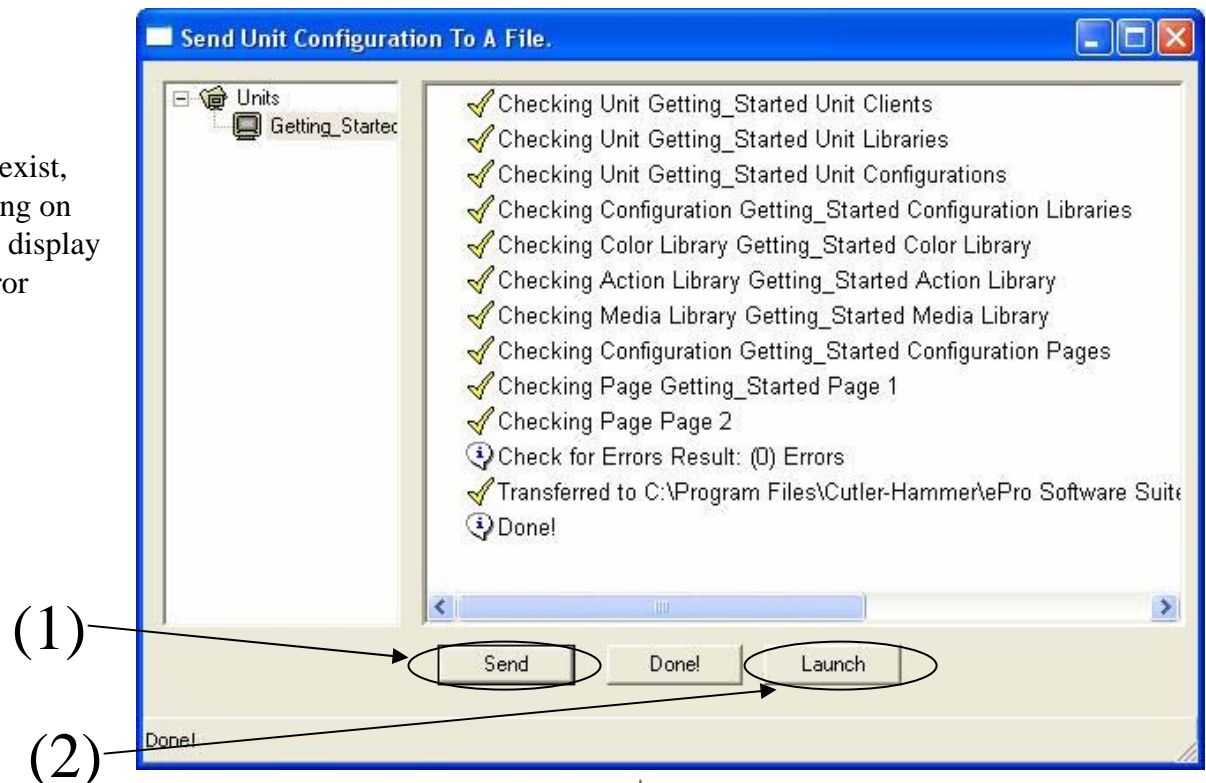 Send Unit Configuration To A File.
Units
Getting_Started
exist,
ng on
display
or
Checking Unit Getting_Started Unit Clients
Checking Unit Getting_Started Unit Libraries
Checking Unit Getting_Started Unit Configurations
Checking Configuration Getting_Started Configuration Libraries
Checking Color Library Getting_Started Color Library
Checking Action Library Getting_Started Action Library
Checking Media Library Getting_Started Media Library
Checking Configuration Getting_Started Configuration Pages
Checking Page Getting_Started Page 1
Checking Page Page 2
Check for Errors Result: (0) Errors
Transferred to C:\Program Files\Cutler-Hammer\ePro Software Suite
Done!
(1)
Send Done! Launch
(2)
Done!